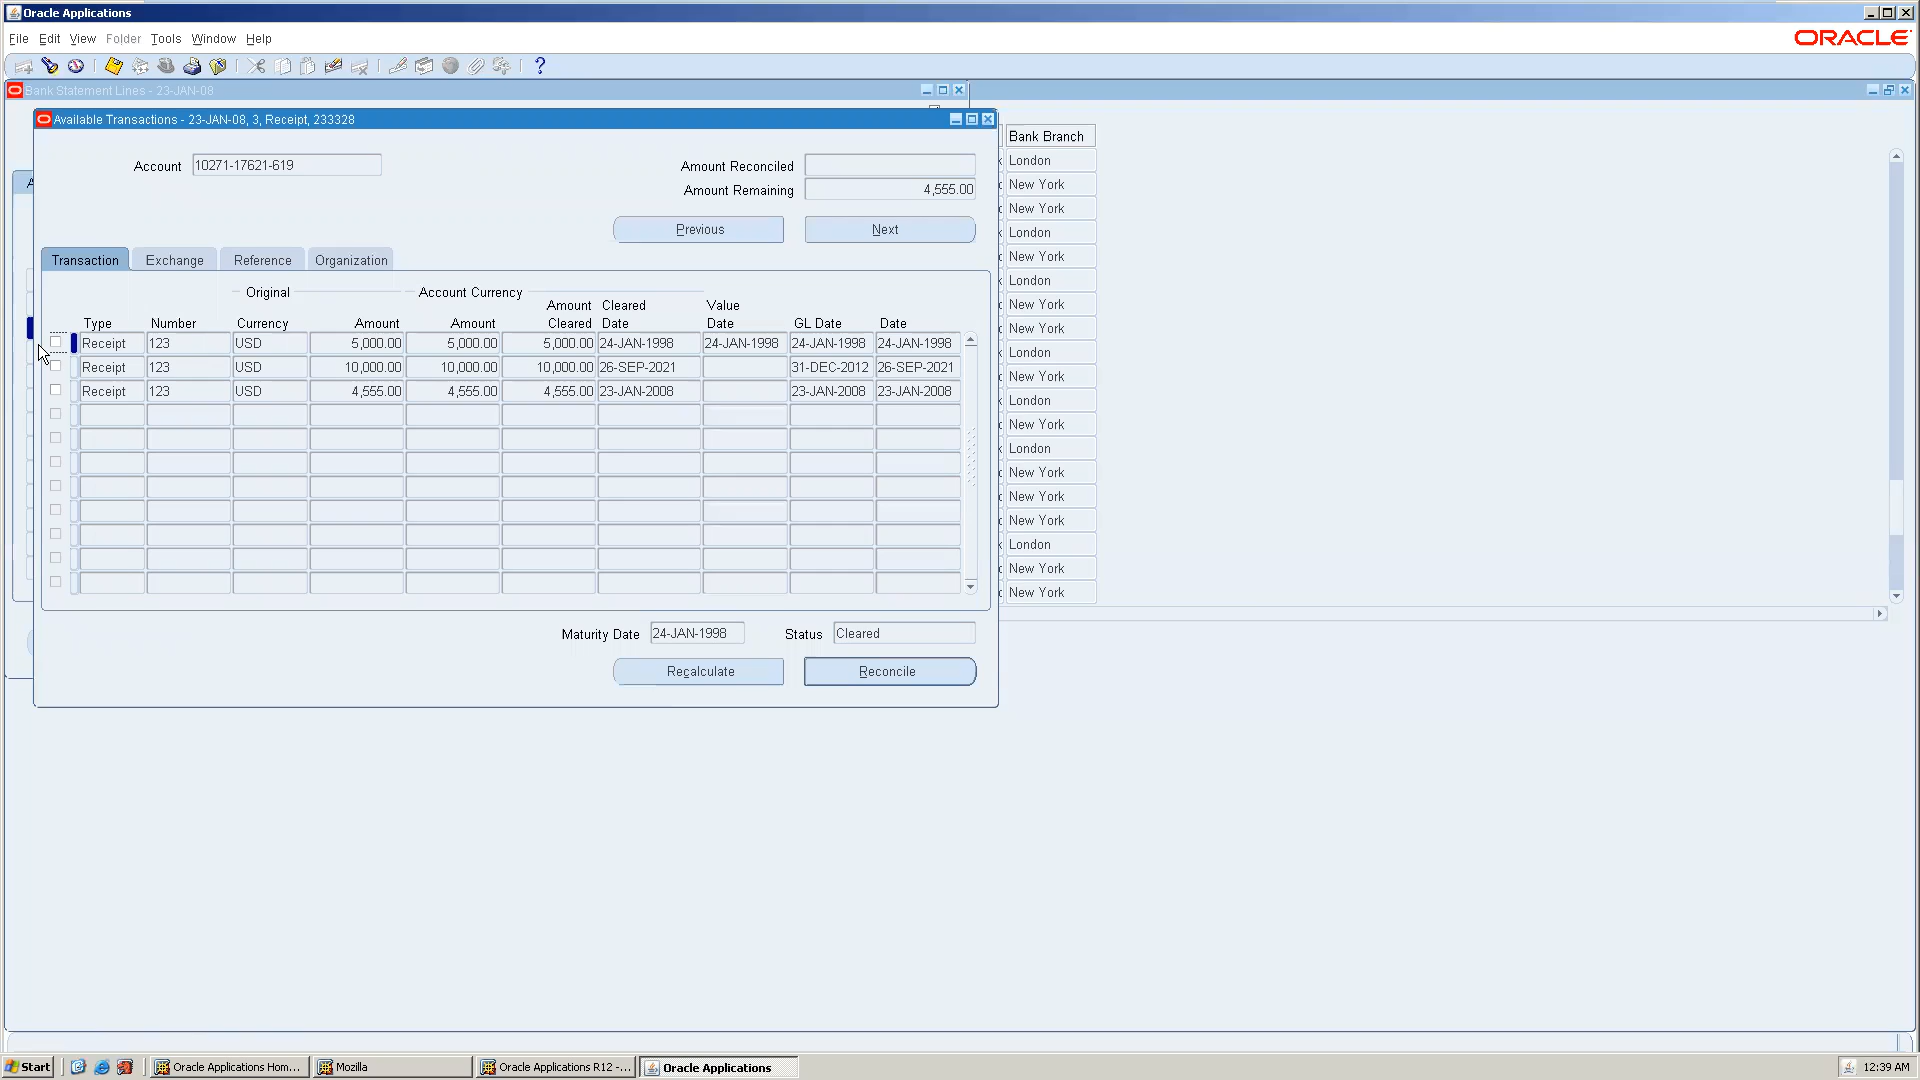 Oracle Applications
File Edit View Folder Tools Window Help
ORACLE
Bank Statement Lines - 23-JAN-08
Available Transactions - 23-JAN-08, 3, Receipt, 233328
Account 10271-17621-619
Amount Reconciled
Amount Remaining 4,555.00
Previous Next
Transaction Exchange Reference Organization
Original Account Currency
Amount Cleared Value
Type Number Currency Amount Amount Cleared Date Date GL Date Date
Receipt 123 USD 5,000.00 5,000.00 5,000.00 24-JAN-1998 24-JAN-1998 24-JAN-1998 24-JAN-1998
Receipt 123 USD 10,000.00 10,000.00 10,000.00 26-SEP-2021 31-DEC-2012 26-SEP-2021
Receipt 123 USD 4,555.00 4,555.00 4,555.00 23-JAN-2008 23-JAN-2008 23-JAN-2008
Maturity Date 24-JAN-1998 Status Cleared
Recalculate Reconcile
Bank Branch
London
New York
New York
London
New York
London
New York
New York
London
New York
London
New York
London
New York
New York
New York
London
New York
New York
Start Oracle Applications Hom... Mozilla Oracle Applications R12 -... Oracle Applications 12:39 AM